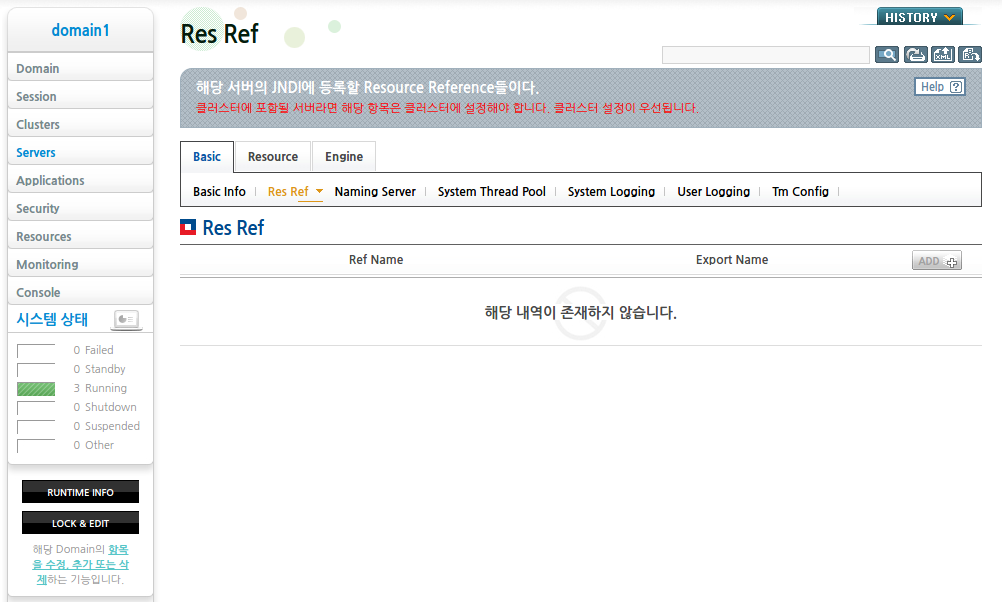 domain1
Domain
Session
Clusters
Servers
Applications
Security
Resources
Monitoring
Console
시스템 상태
0 Failed
0 Standby
3 Running
0 Shutdown
0 Suspended
0 Other
RUNTIME INFO
LOCK & EDIT
해당 Domain의 항목
을 수정, 추가 또는 삭
제하는 기능입니다.
Res Ref
HISTORY
XML
해당 서버의 JNDI에 등록할 Resource Reference들이다.
Help ?
클러스터에 포함될 서버라면 해당 항목은 클러스터에 설정해야 합니다. 클러스터 설정이 우선됩니다.
Basic Resource Engine
Basic Info Res Ref Naming Server System Thread Pool System Logging User Logging Tm Config
Res Ref
Ref Name Export Name ADD
해당 내역이 존재하지 않습니다.